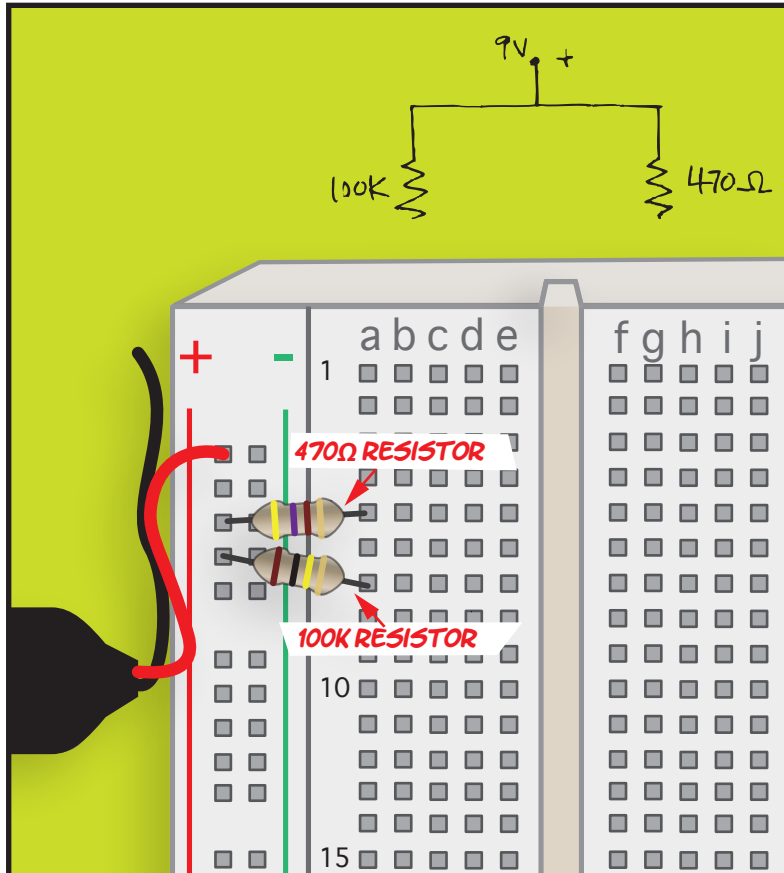 9V +
100K
470Ω
a b c d e f g h i j
+ -
1
470Ω RESISTOR
100K RESISTOR
10
15